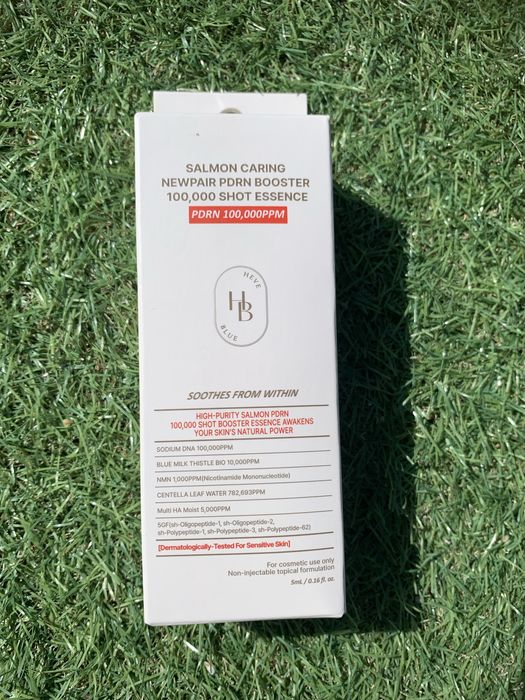 SALMON CARING
NEWPAIR PDRN BOOSTER
100,000 SHOT ESSENCE
PDRN 100,000PPM
HEVE
HB
BLUE
SOOTHES FROM WITHIN
HIGH-PURITY SALMON PDRN
100,000 SHOT BOOSTER ESSENCE AWAKENS
YOUR SKIN'S NATURAL POWER
SODIUM DNA 100,000PPM
BLUE MILK THISTLE BIO 10,000PPM
NMN 1,000PPM(Nicotinamide Mononucleotide)
CENTELLA LEAF WATER 782,693PPM
Multi HA Moist 5,000PPM
5GF(sh-Oligopeptide-1, sh-Oligopeptide-2,
sh-Polypeptide-1, sh-Polypeptide-3, sh-Polypeptide-62)
[Dermatologically-Tested For Sensitive Skin]
For cosmetic use only
Non-injectable topical formulation
5mL / 0.16 fl. oz.